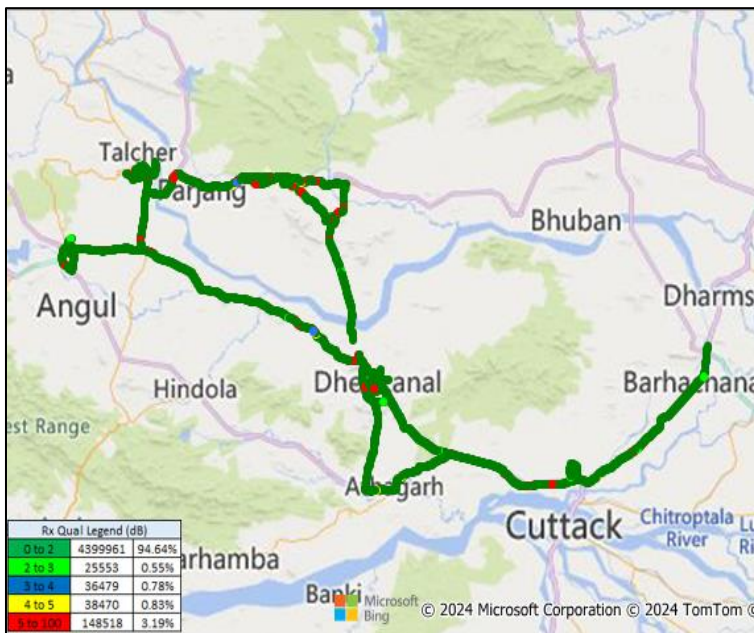 Talcher
Parjang
Bhuban
Angul
Dharms
Hindola
Barhachana
est Range
Athagarh
Cuttack
Chitroptala
River
arhamba
Banki
Microsoft
Bing
© 2024 Microsoft Corporation © 2024 TomTom ©
Rx Qual Legend (dB)
0 to 2 4399961 94.64%
2 to 3 25553 0.55%
3 to 4 36479 0.78%
4 to 5 38470 0.83%
5 to 100 148518 3.19%